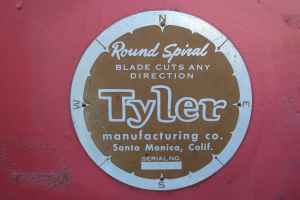 N
Round Spiral
BLADE CUTS ANY
DIRECTION
W
Tyler
E
manufacturing co.
Santa Monica, Calif.
SERIAL NO.
S